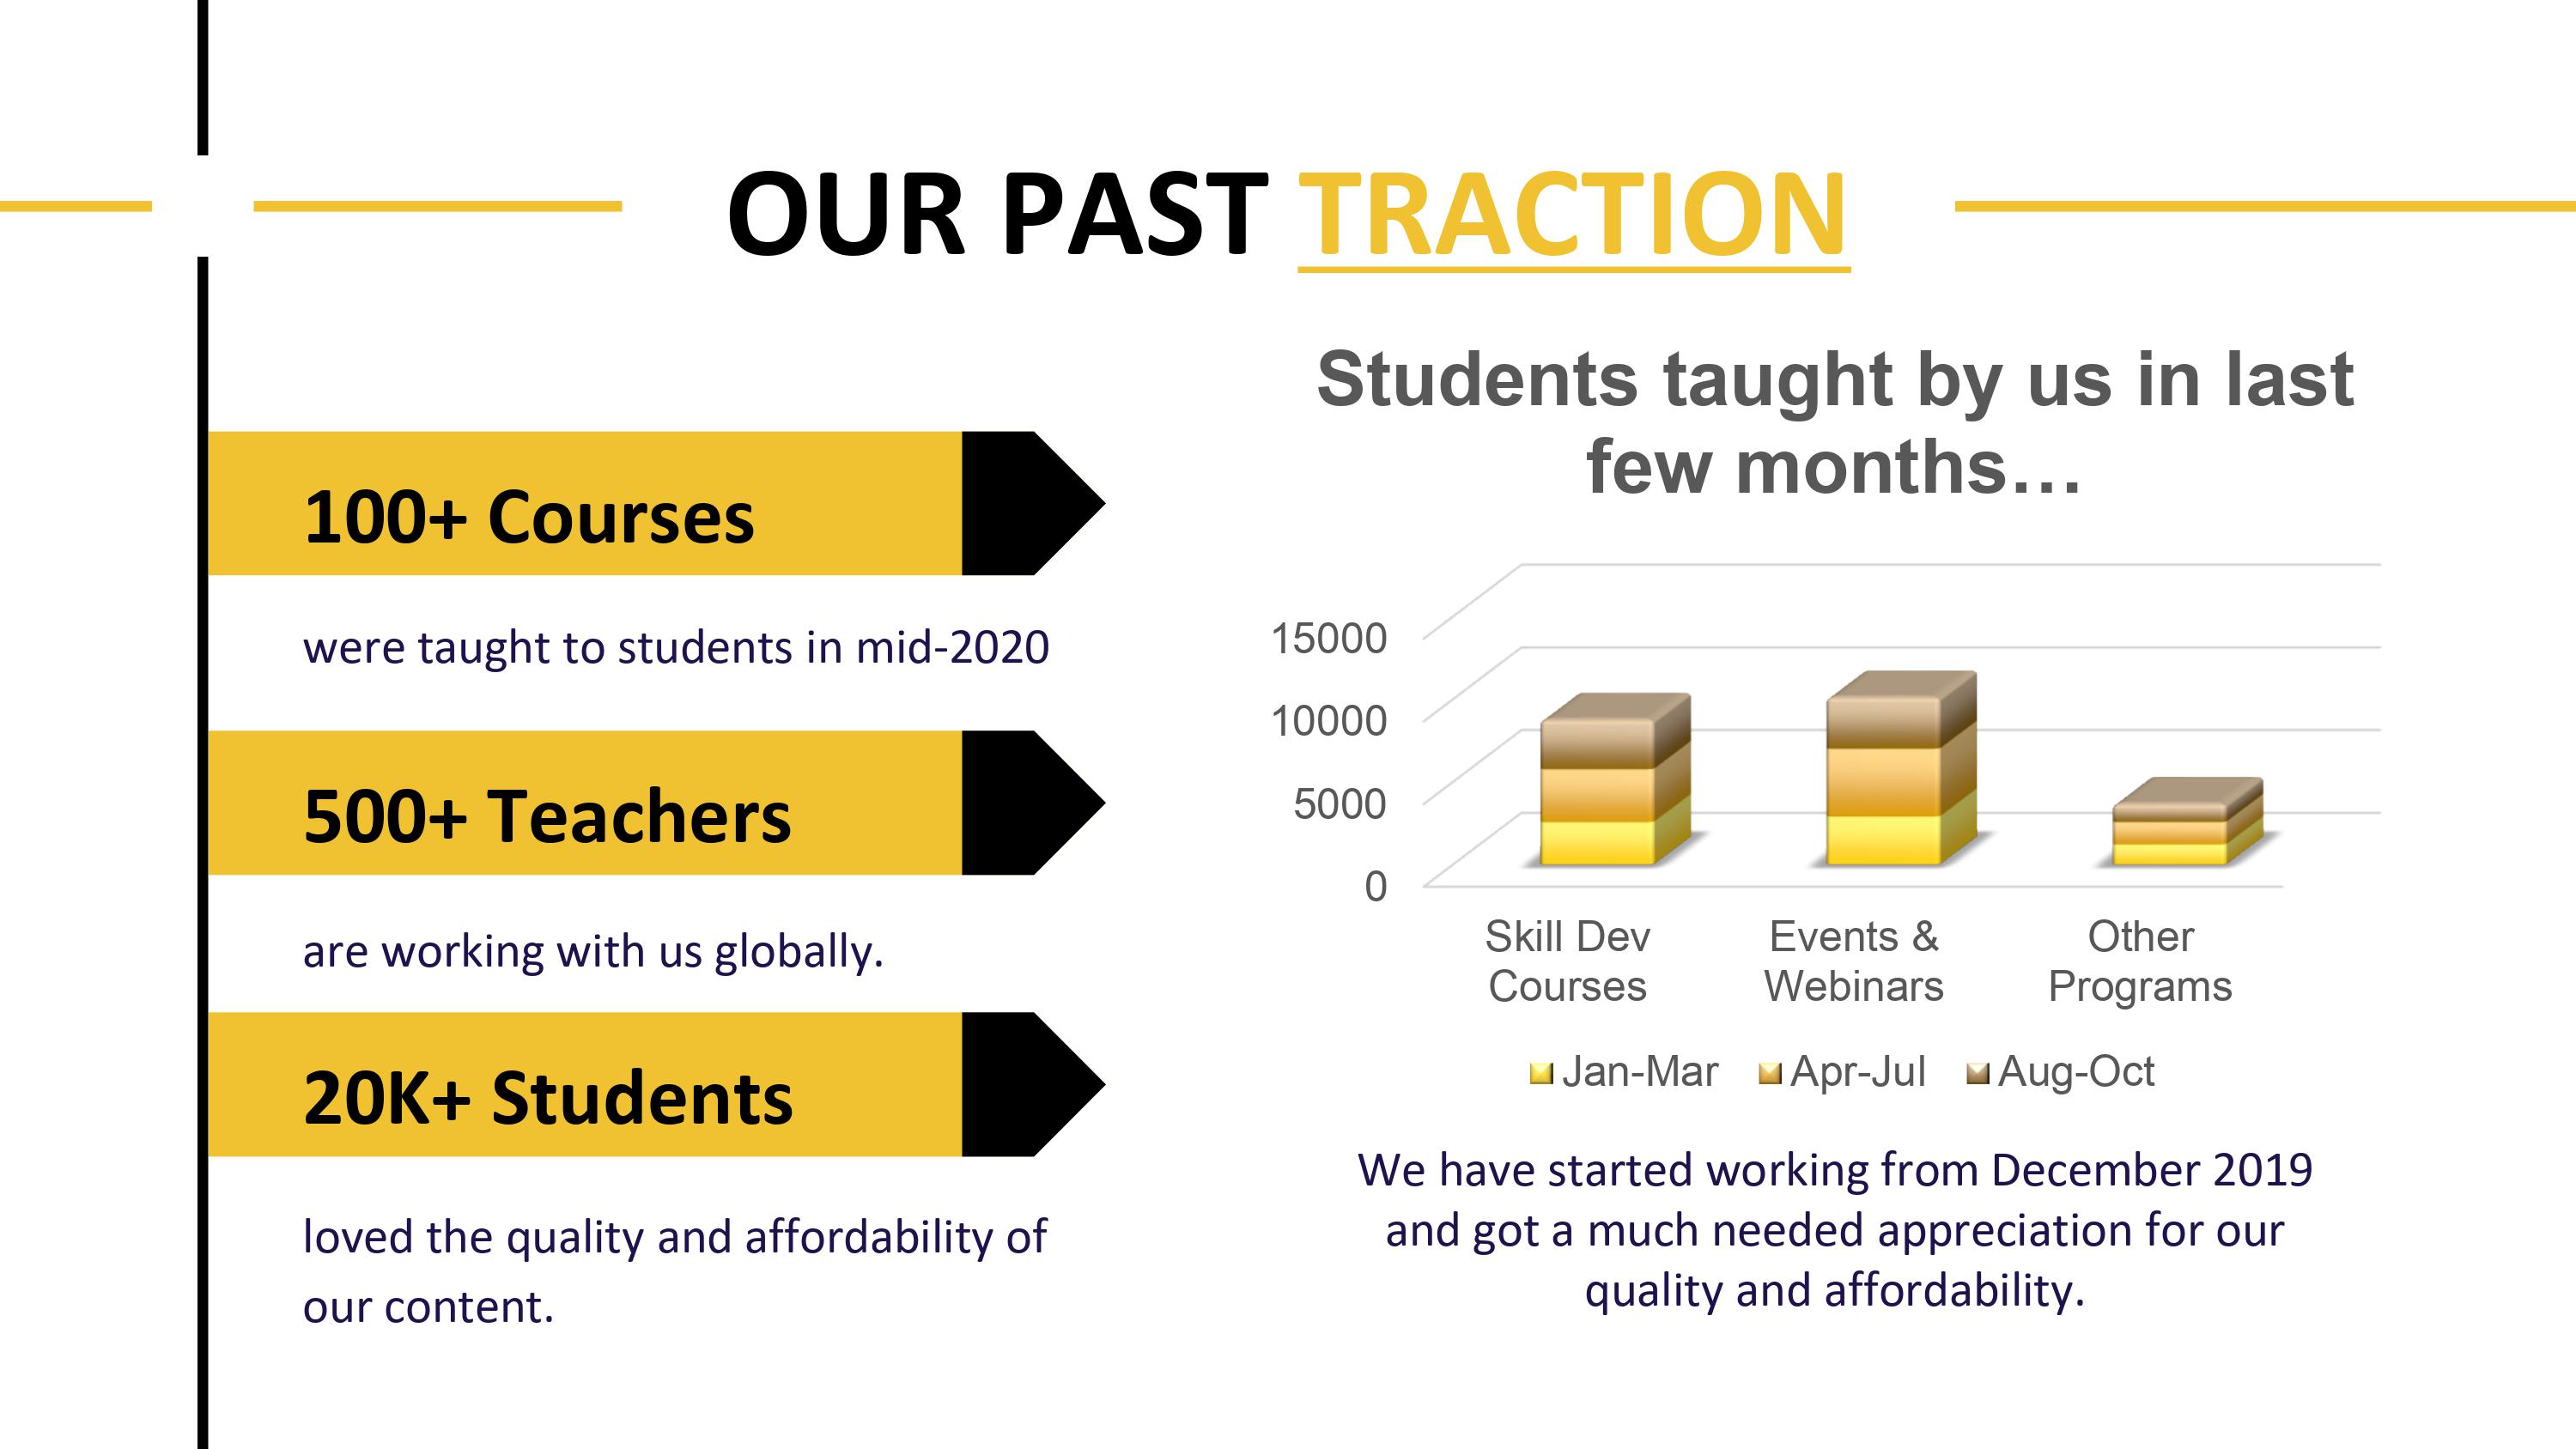 OUR PAST TRACTION
100+ Courses
were taught to students in mid-2020
500+ Teachers
are working with us globally.
20K+ Students
loved the quality and affordability of
our content.
Students taught by us in last
few months…
15000
10000
5000
0
Skill Dev
Courses
Events &
Webinars
Other
Programs
Jan-Mar Apr-Jul Aug-Oct
We have started working from December 2019
and got a much needed appreciation for our
quality and affordability.